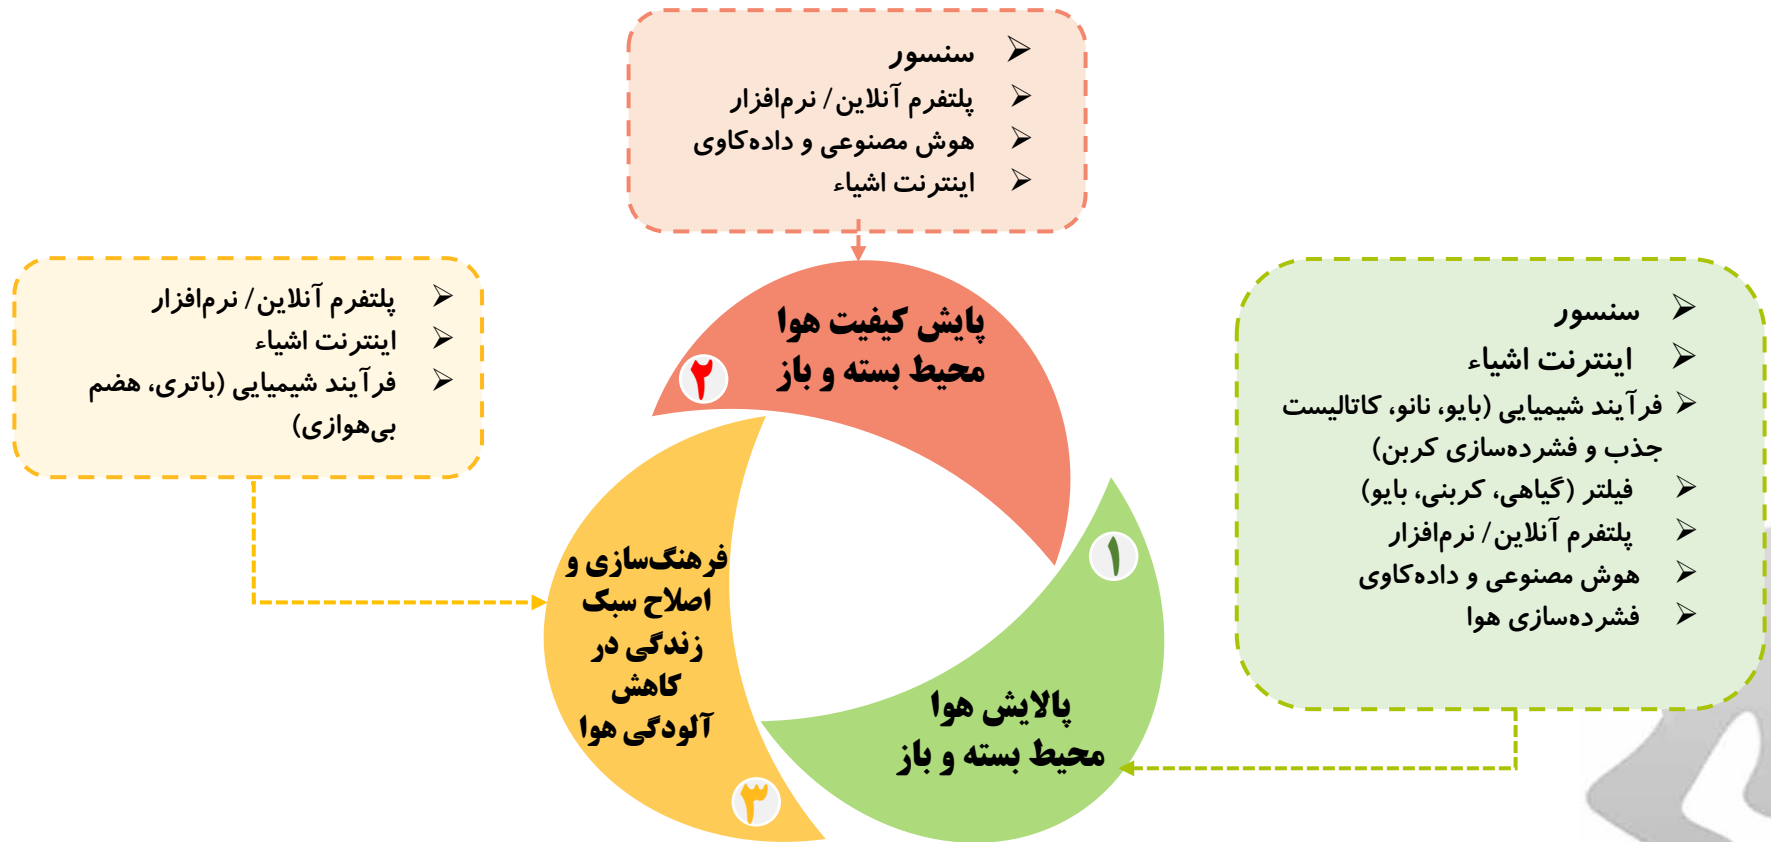 سنسور
پلتفرم آنلاین/ نرم‌افزار
هوش مصنوعی و داده‌کاوی
اینترنت اشیاء
پایش کیفیت هوا
محیط بسته و باز
۲
سنسور
اینترنت اشیاء
فرآیند شیمیایی (بایو، نانو، کاتالیست
جذب و فشرده‌سازی کربن)
فیلتر (گیاهی، کربنی، بایو)
پلتفرم آنلاین/ نرم‌افزار
هوش مصنوعی و داده‌کاوی
فشرده‌سازی هوا
۱
پالایش هوا
محیط بسته و باز
پلتفرم آنلاین/ نرم‌افزار
اینترنت اشیاء
فرآیند شیمیایی (باتری، هضم
بی‌هوازی)
فرهنگ‌سازی و
اصلاح سبک
زندگی در
کاهش
آلودگی هوا
۳